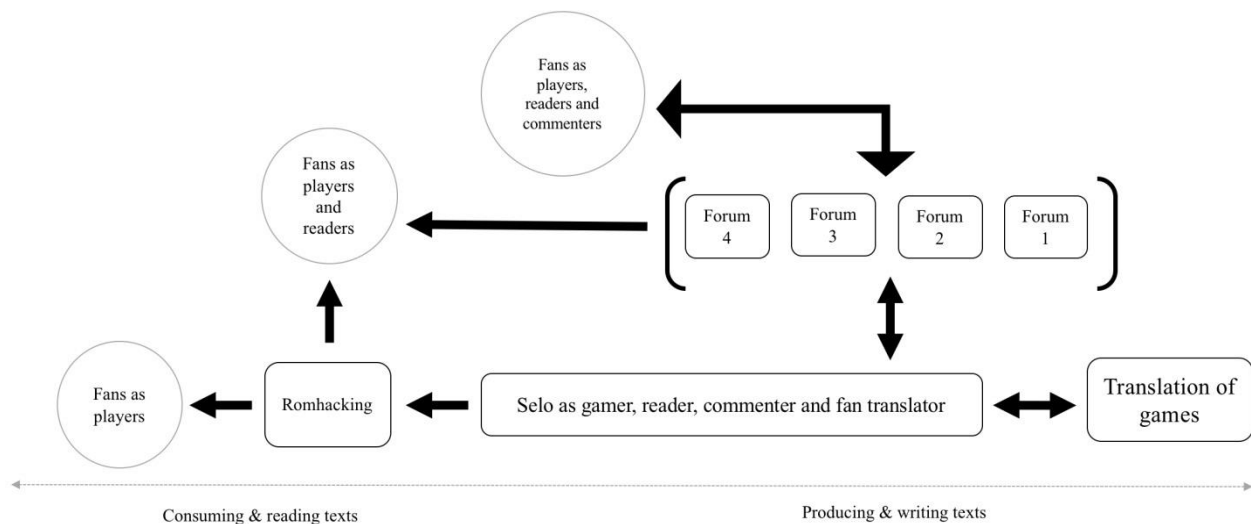 Fans as
players,
readers and
commenters
Fans as
players
and
readers
Forum
4
Forum
3
Forum
2
Forum
1
Fans as
players
Romhacking
Selo as gamer, reader, commenter and fan translator
Translation of
games
Consuming & reading texts
Producing & writing texts